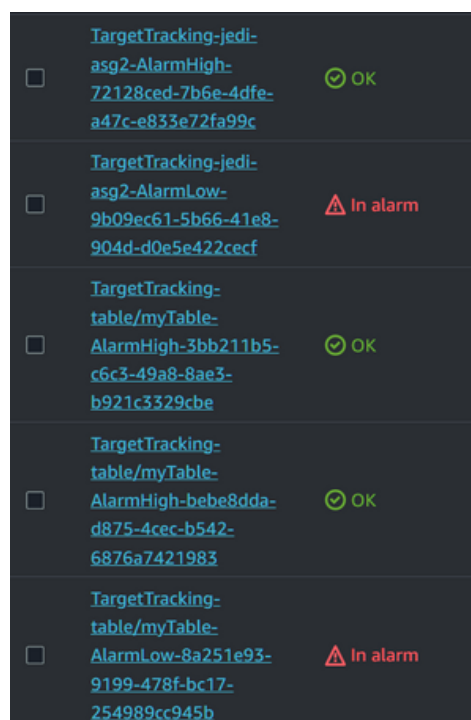 TargetTracking-jedi-
asg2-AlarmHigh-
72128ced-7b6e-4dfe-
a47c-e833e72fa99c
OK
TargetTracking-jedi-
asg2-AlarmLow-
9b09ec61-5b66-41e8-
904d-d0e5e422cecf
In alarm
TargetTracking-
table/myTable-
AlarmHigh-3bb211b5-
c6c3-49a8-8ae3-
b921c3329cbe
OK
TargetTracking-
table/myTable-
AlarmHigh-bebe8dda-
d875-4cec-b542-
6876a7421983
OK
TargetTracking-
table/myTable-
AlarmLow-8a251e93-
9199-478f-bc17-
254989cc945b
In alarm